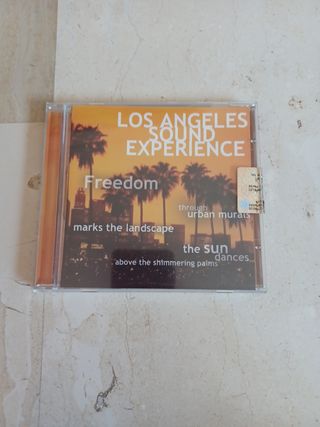 LOS ANGELES
SOUND
EXPERIENCE
Freedom
through
urban murals
marks the landscape
the sun
dances
above the shimmering palms